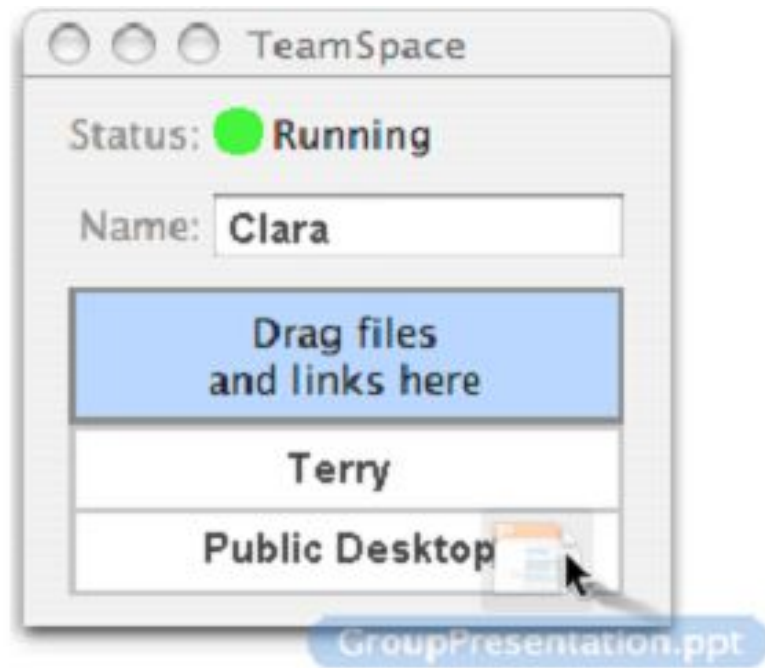 TeamSpace
Status: Running
Name: Clara
Drag files
and links here
Terry
Public Desktop
GroupPresentation.ppt